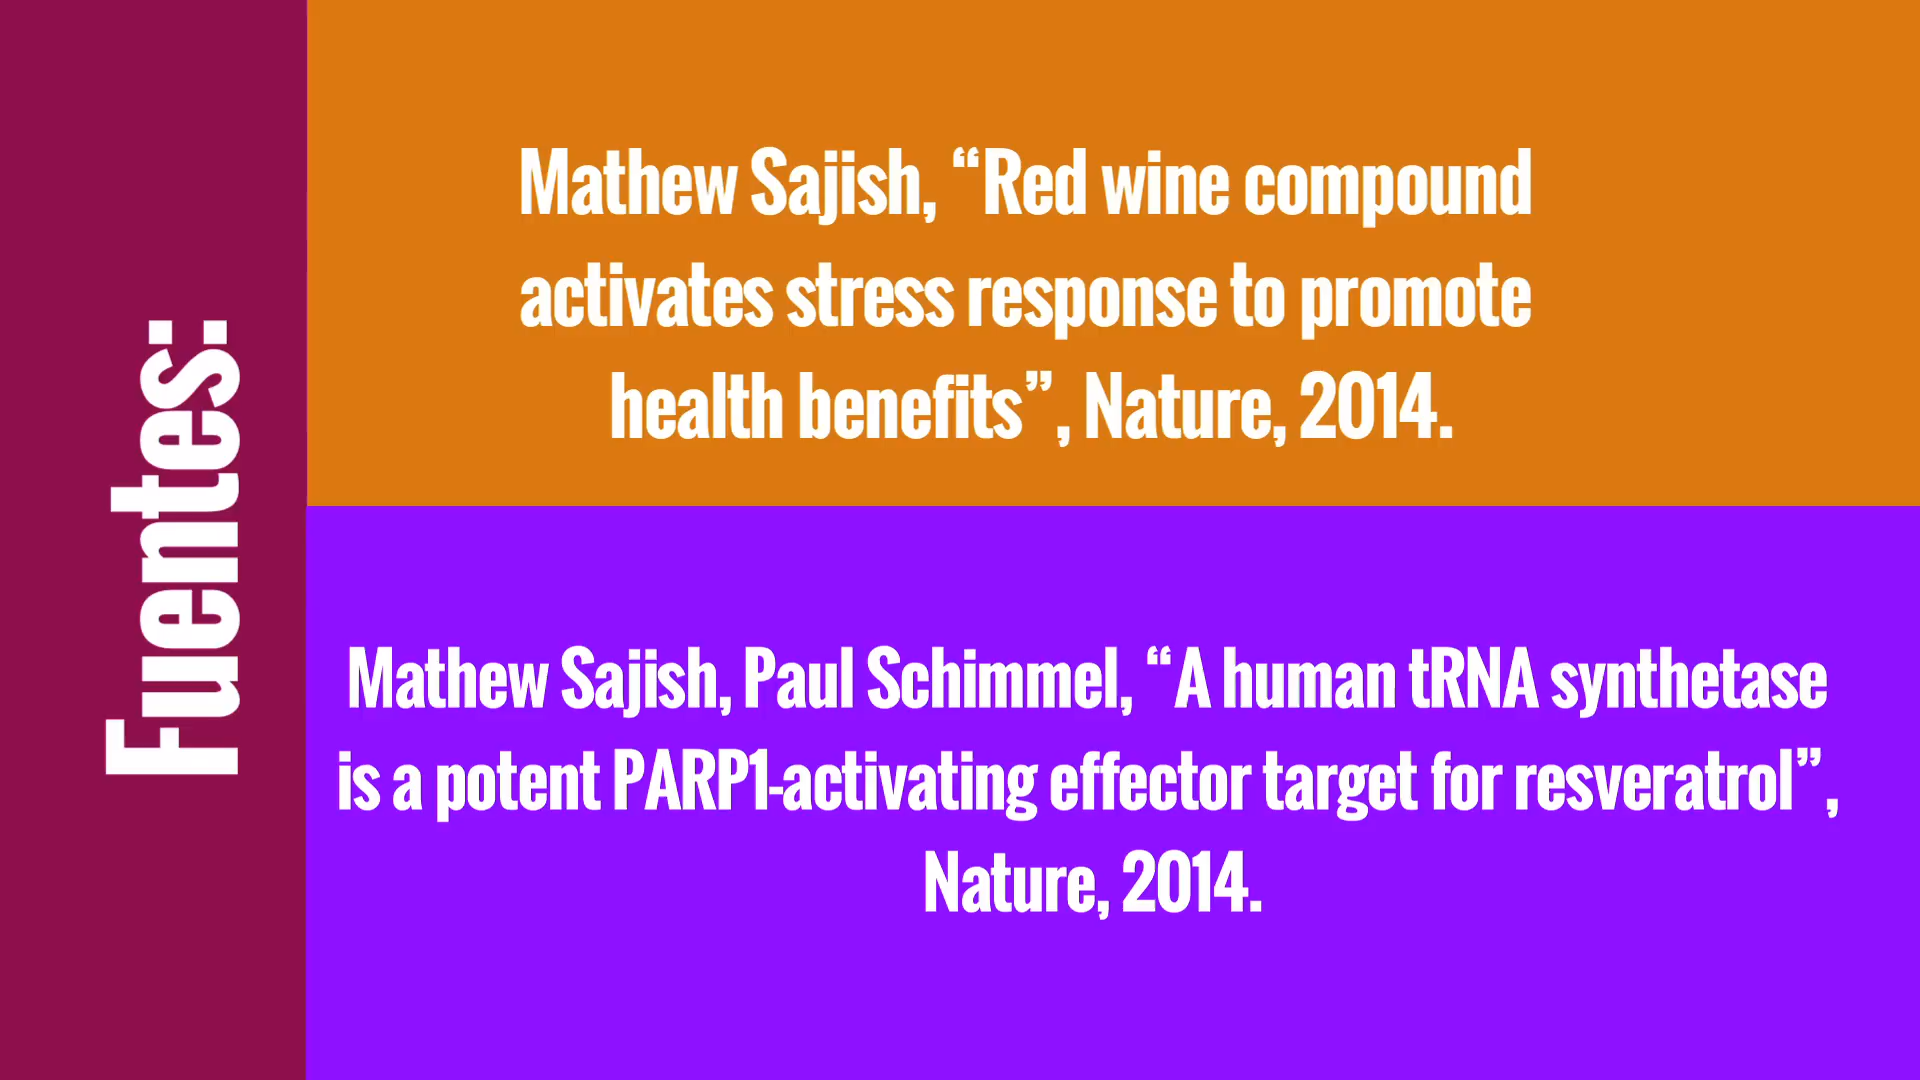 Fuentes:
Mathew Sajish, “Red wine compound
activates stress response to promote
health benefits”, Nature, 2014.
Mathew Sajish, Paul Schimmel, “A human tRNA synthetase
is a potent PARP1-activating effector target for resveratrol”,
Nature, 2014.